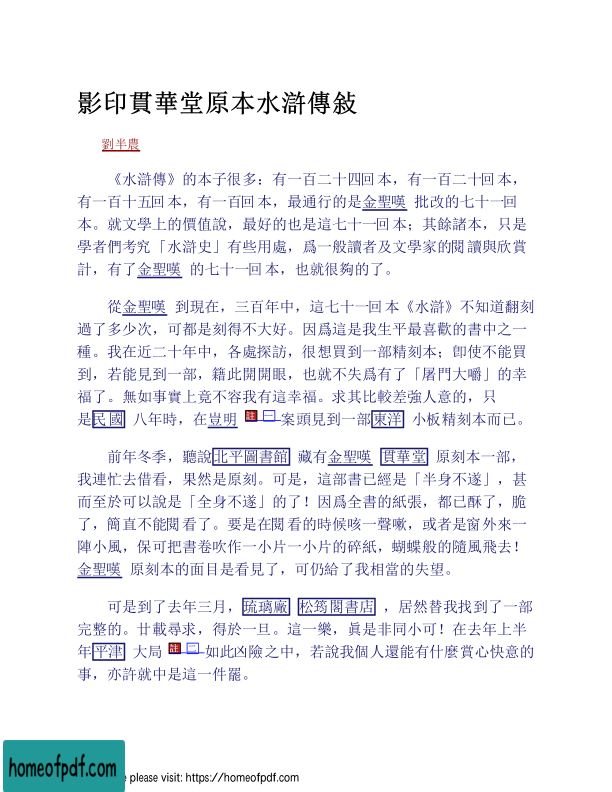 影印貫華堂原本水滸傳敍
劉半農
《水滸傳》的本子很多：有一百二十四回本，有一百二十回本，
有一百十五回本，有一百回本，最通行的是金聖嘆 批改的七十一回
本。就文學上的價值說，最好的也是這七十一回本；其餘諸本，只是
學者們考究「水滸史」有些用處，爲一般讀者及文學家的閱讀與欣賞
計，有了金聖嘆 的七十一回本，也就很夠的了。
從金聖嘆 到現在，三百年中，這七十一回本《水滸》不知道翻刻
過了多少次，可都是刻得不大好。因爲這是我生平最喜歡的書中之一
種。我在近二十年中，各處探訪，很想買到一部精刻本；卽使不能買
到，若能見到一部，籍此開開眼，也就不失爲有了「屠門大嚼」的幸
福了。無如事實上竟不容我有這幸福。求其比較差強人意的，只
是民國 八年時，在豈明 註一 案頭見到一部東洋 小板精刻本而已。
前年冬季，聽說北平圖書館 藏有金聖嘆 貫華堂 原刻本一部，
我連忙去借看，果然是原刻。可是，這部書已經是「半身不遂」，甚
而至於可以說是「全身不遂」的了！因爲全書的紙張，都已酥了，脆
了，簡直不能閱看了。要是在閱看的時候咳一聲嗽，或者是窗外來一
陣小風，保可把書卷吹作一小片一小片的碎紙，蝴蝶般的隨風飛去！
金聖嘆 原刻本的面目是看見了，可仍給了我相當的失望。
可是到了去年三月，琉璃廠 松筠閣書店 ，居然替我找到了一部
完整的。廿載尋求，得於一旦。這一樂，眞是非同小可！在去年上半
年平津 大局 註二 如此凶險之中，若說我個人還能有什麼賞心快意的
事，亦許就中是這一件罷。
homeofpdf.com e please visit: https://homeofpdf.com